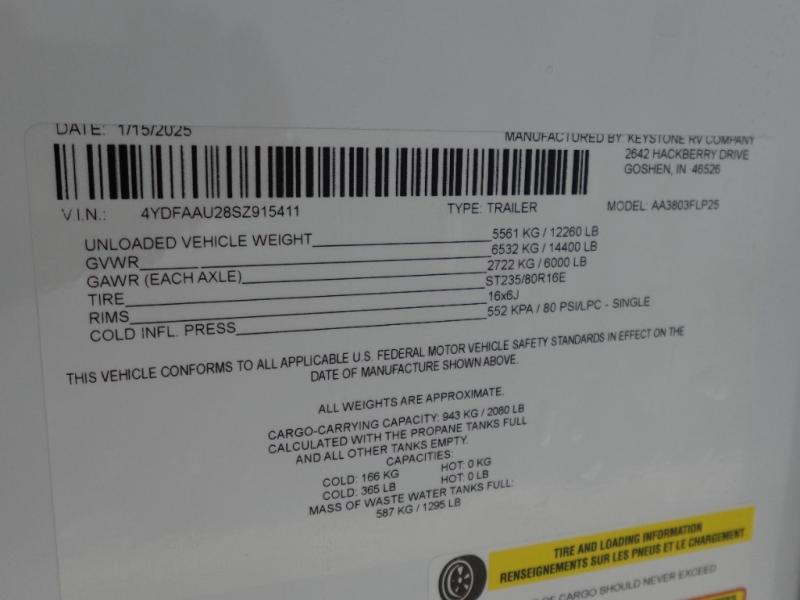 DATE: 1/15/2025
MANUFACTURED BY: KEYSTONE RV COMPANY
2642 HACKBERRY DRIVE
GOSHEN, IN 46526
V.I.N.: 4YDFAAU28SZ915411 TYPE: TRAILER MODEL: AA3803FLP25
UNLOADED VEHICLE WEIGHT 5561 KG / 12260 LB
GVWR 6532 KG / 14400 LB
GAWR (EACH AXLE) 2722 KG / 6000 LB
TIRE ST235/80R16E
RIMS 16x6J
COLD INFL. PRESS 552 KPA / 80 PSI/LPC - SINGLE
THIS VEHICLE CONFORMS TO ALL APPLICABLE U.S. FEDERAL MOTOR VEHICLE SAFETY STANDARDS IN EFFECT ON THE
DATE OF MANUFACTURE SHOWN ABOVE.
ALL WEIGHTS ARE APPROXIMATE.
CARGO-CARRYING CAPACITY: 943 KG / 2080 LB
CALCULATED WITH THE PROPANE TANKS FULL
AND ALL OTHER TANKS EMPTY.
CAPACITIES:
COLD: 166 KG HOT: 0 KG
COLD: 365 LB HOT: 0 LB
MASS OF WASTE WATER TANKS FULL:
587 KG / 1295 LB
TIRE AND LOADING INFORMATION
RENSEIGNEMENTS SUR LES PNEUS ET LE CHARGEMENT
OF CARGO SHOULD NEVER EXCEED